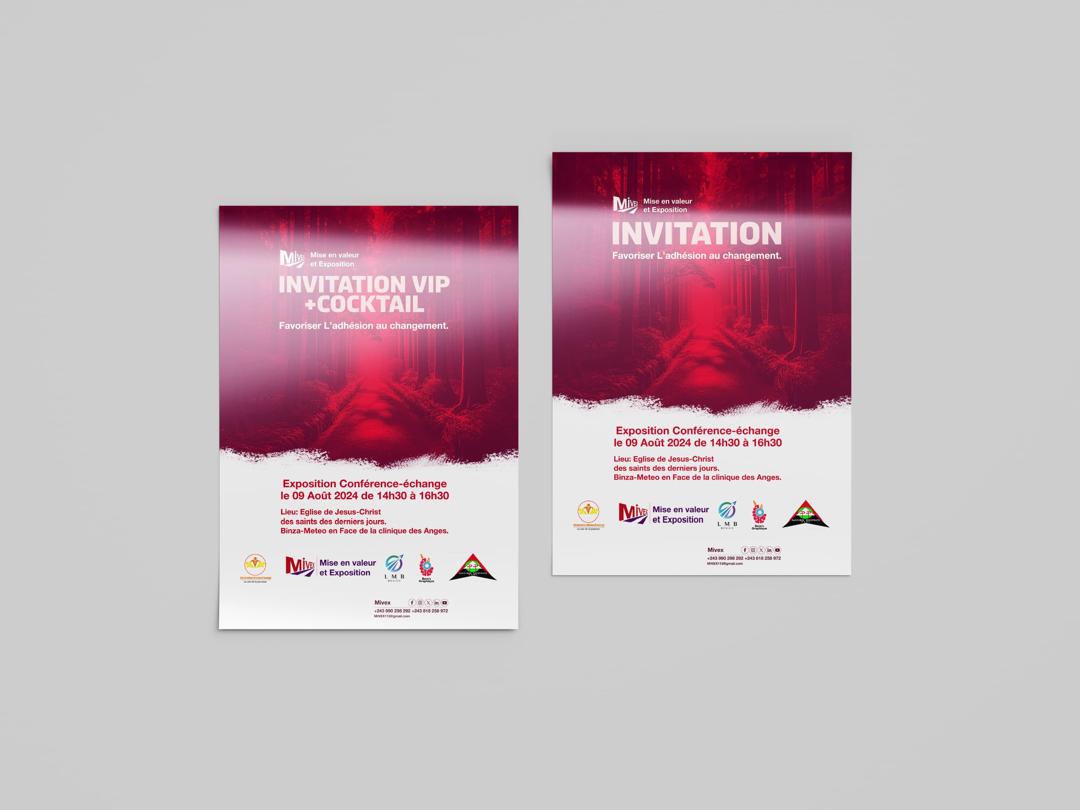 Mivex
Mise en valeur
et Exposition
INVITATION VIP
+COCKTAIL
Favoriser L'adhésion au changement.
Exposition Conférence-échange
le 09 Août 2024 de 14h30 à 16h30
Lieu: Eglise de Jesus-Christ
des saints des derniers jours.
Binza-Meteo en Face de la clinique des Anges.
Mivex
Mise en valeur
et Exposition
LMB
Mivex
Mivex
Mise en valeur
et Exposition
INVITATION
Favoriser L'adhésion au changement.
Exposition Conférence-échange
le 09 Août 2024 de 14h30 à 16h30
Lieu: Eglise de Jesus-Christ
des saints des derniers jours.
Binza-Meteo en Face de la clinique des Anges.
Mivex
Mise en valeur
et Exposition
LMB
Mivex